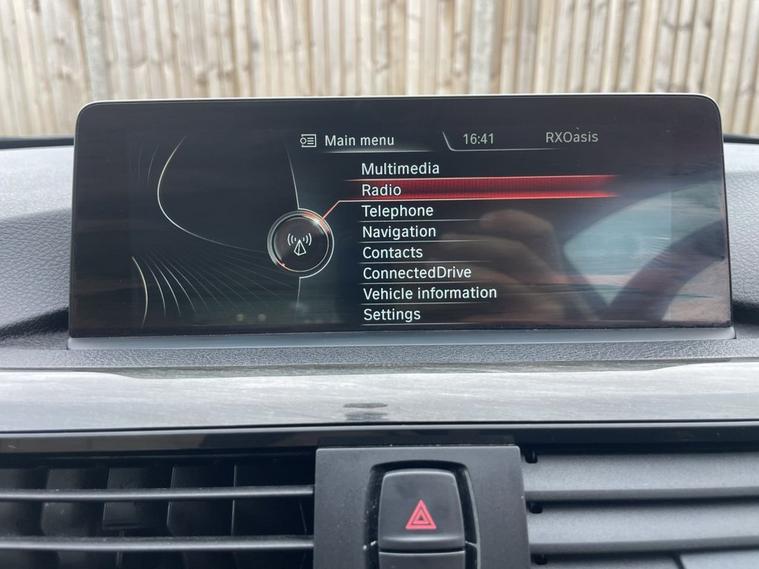 Main menu 16:41 RXOasis
Multimedia
Radio
Telephone
Navigation
Contacts
ConnectedDrive
Vehicle information
Settings